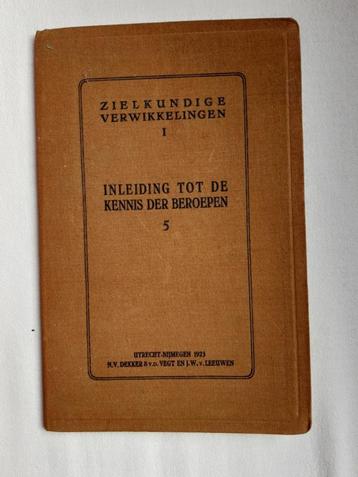 ZIELKUNDIGE
VERWIKKELINGEN
I
INLEIDING TOT DE
KENNIS DER BEROEPEN
5
UTRECHT-NIJMEGEN 1923
N.V. DEKKER & V.D. VEGT EN J.W. V. LEEUWEN